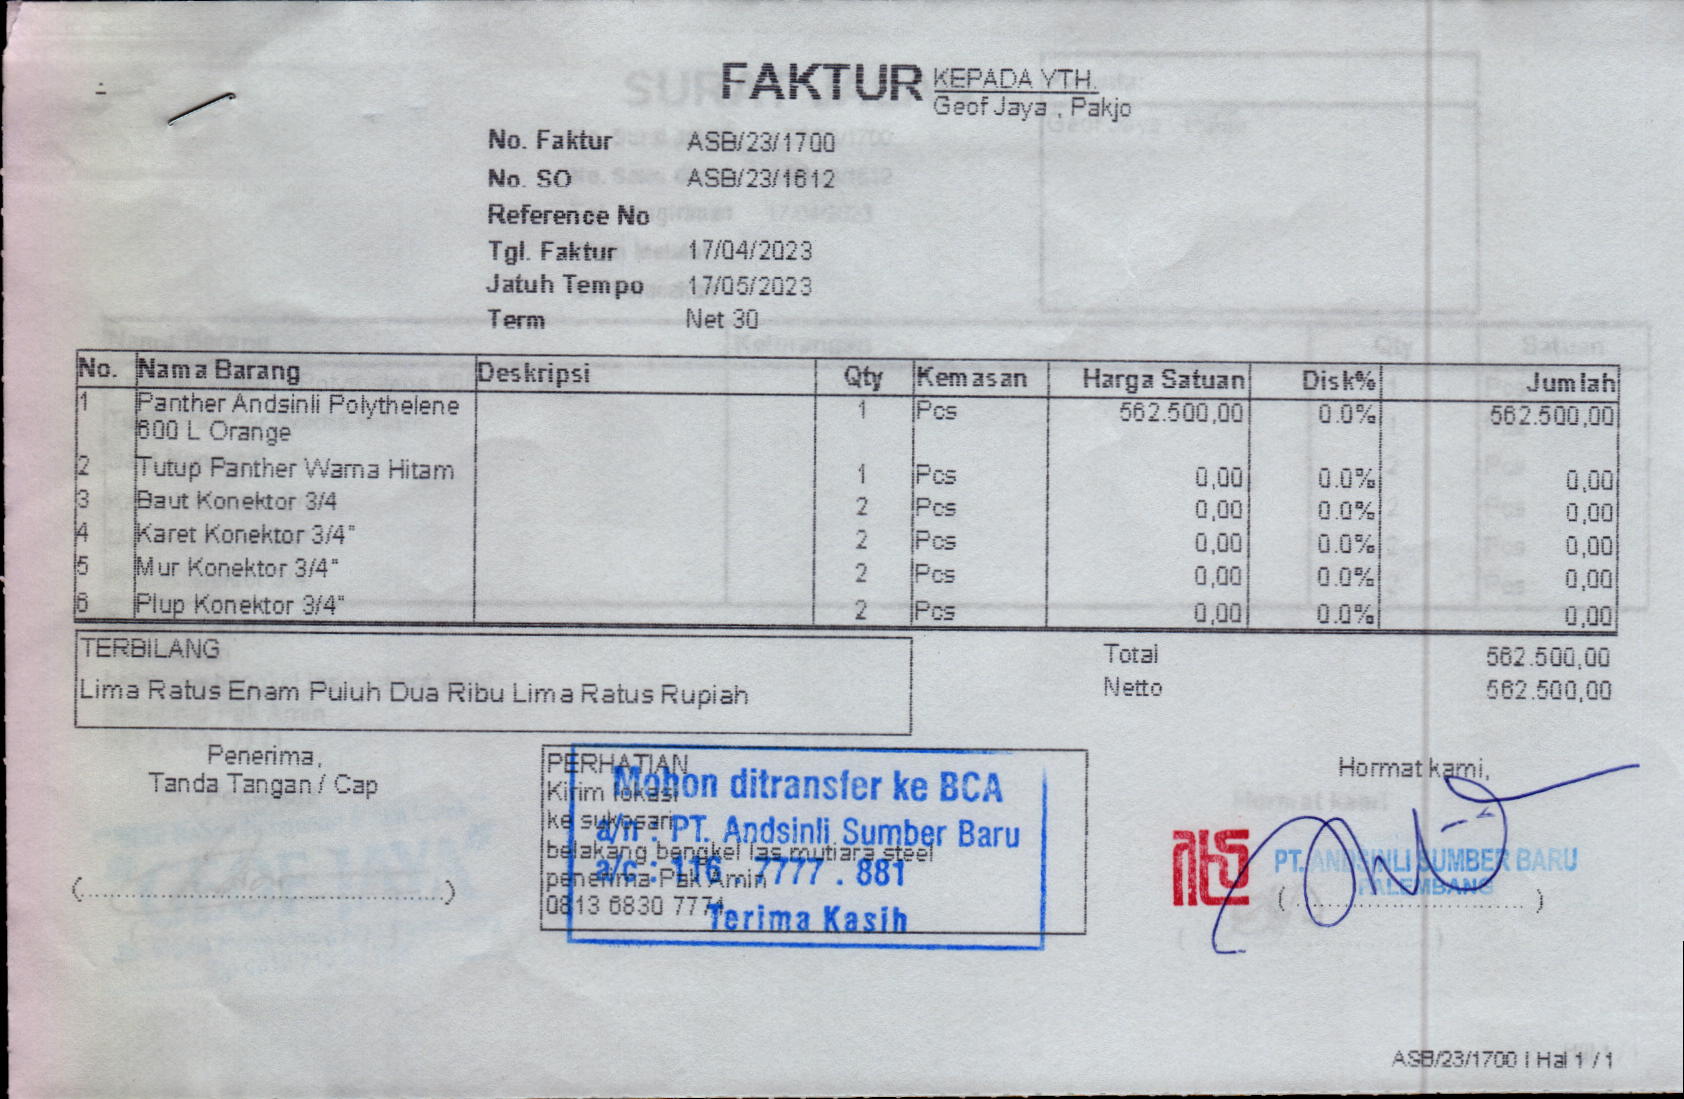 FAKTUR
KEPADA YTH.
Geof Jaya , Pakjo
No. Faktur ASB/23/1700
No. SO ASB/23/1612
Reference No
Tgl. Faktur 17/04/2023
Jatuh Tempo 17/05/2023
Term Net 30
No. Nama Barang Deskripsi Qty Kemasan Harga Satuan Disk% Jumlah
1 Panther Andsinli Polythelene 1 Pcs 562.500,00 0.0% 562.500,00
600 L Orange
2 Tutup Panther Warna Hitam 1 Pcs 0,00 0.0% 0,00
3 Baut Konektor 3/4 2 Pcs 0,00 0.0% 0,00
4 Karet Konektor 3/4" 2 Pcs 0,00 0.0% 0,00
5 Mur Konektor 3/4" 2 Pcs 0,00 0.0% 0,00
6 Plup Konektor 3/4" 2 Pcs 0,00 0.0% 0,00
TERBILANG
Lima Ratus Enam Puluh Dua Ribu Lima Ratus Rupiah
Total 562.500,00
Netto 562.500,00
Penerima,
Tanda Tangan / Cap
(........................................)
PERHATIAN
Kirim lokasi
ke sukosari
belakang bengkel las mutiara steel
penerima Pak Amin
0813 6830 7771
Mohon ditransfer ke BCA
a/n : PT. Andsinli Sumber Baru
a/c : 116 . 7777 . 881
Terima Kasih
Hormat kami,
PT. ANDSINLI SUMBER BARU
PALEMBANG
(........................................)
ASB/23/1700 | Hal 1 / 1